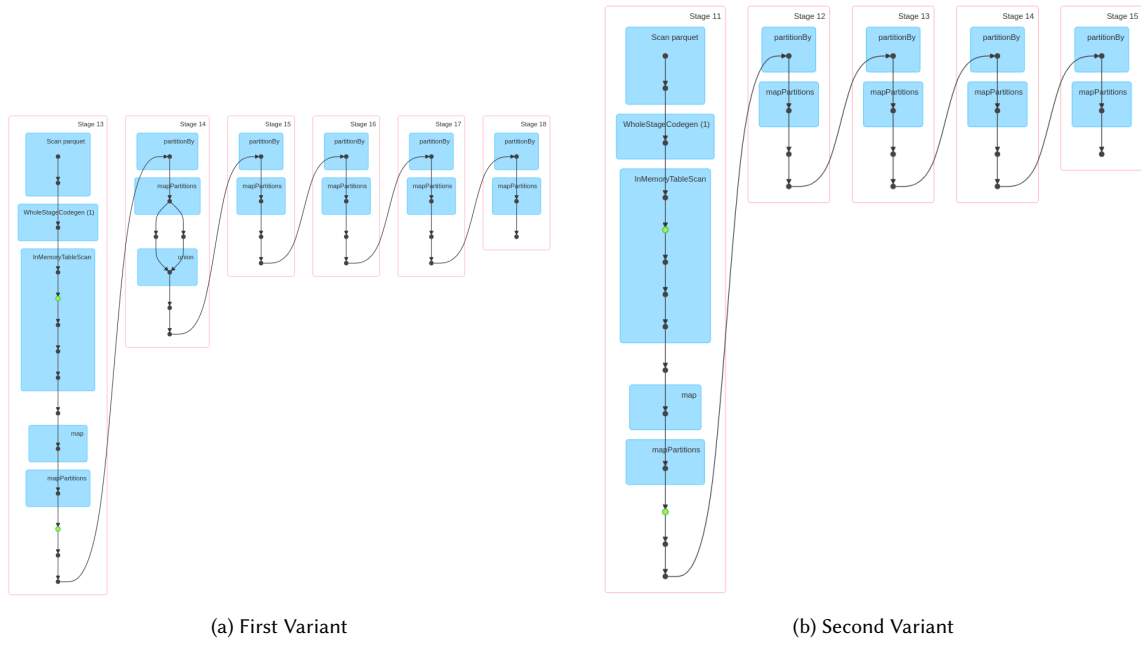 Stage 13
Scan parquet
WholeStageCodegen (1)
InMemoryTableScan
map
mapPartitions
Stage 14
partitionBy
mapPartitions
union
Stage 15
partitionBy
mapPartitions
Stage 16
partitionBy
mapPartitions
Stage 17
partitionBy
mapPartitions
Stage 18
partitionBy
mapPartitions
(a) First Variant
Stage 11
Scan parquet
WholeStageCodegen (1)
InMemoryTableScan
map
mapPartitions
Stage 12
partitionBy
mapPartitions
Stage 13
partitionBy
mapPartitions
Stage 14
partitionBy
mapPartitions
Stage 15
partitionBy
mapPartitions
(b) Second Variant